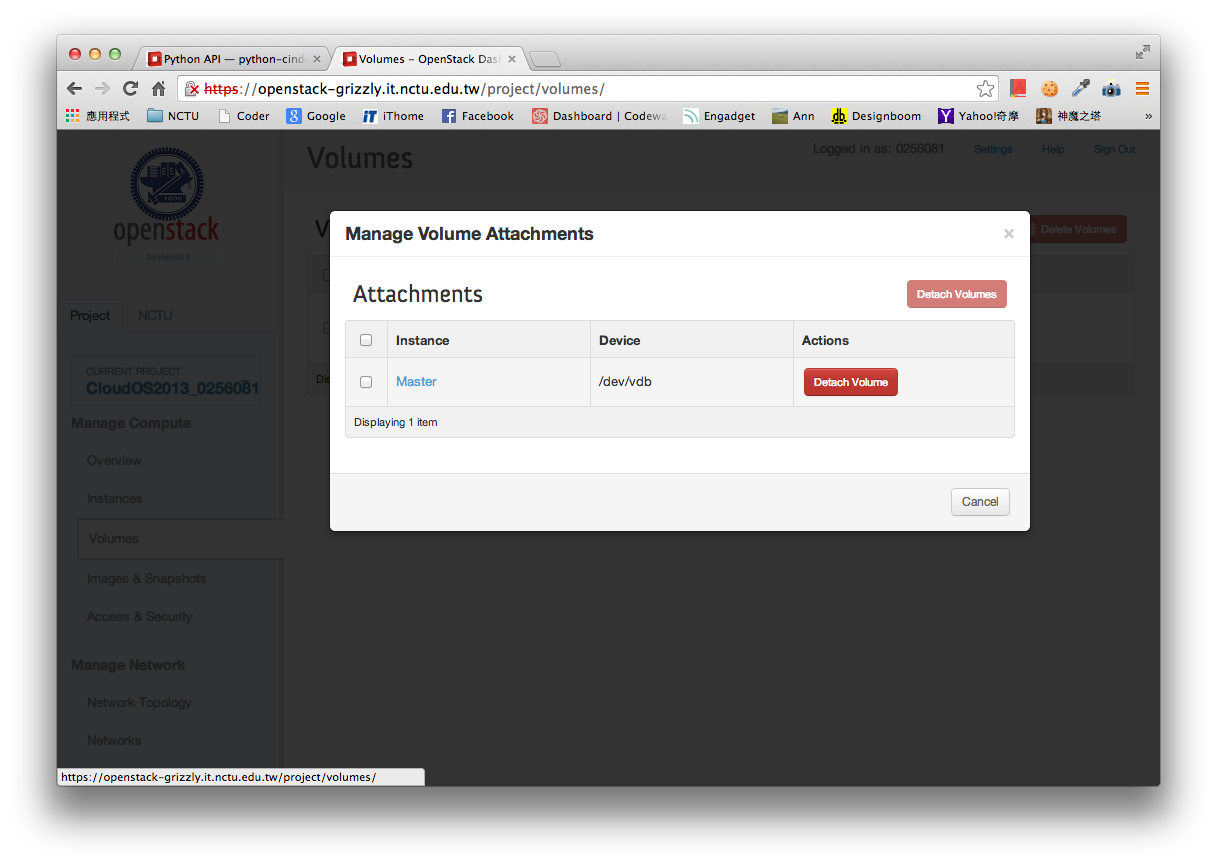 Python API — python-cind
Volumes – OpenStack Das
https://openstack-grizzly.it.nctu.edu.tw/project/volumes/
應用程式 NCTU Coder Google iThome Facebook Dashboard | Codewa Engadget Ann Designboom Yahoo!奇摩 神魔之塔 »
Volumes
Logged in as: 0256081 Settings Help Sign Out
1896
openstack
DASHBOARD
V
Delete Volumes
Manage Volume Attachments
×
Attachments
Detach Volumes
Instance Device Actions
Master /dev/vdb Detach Volume
Displaying 1 item
Cancel
Project NCTU
CURRENT PROJECT
CloudOS2013_0256081
Dis
Manage Compute
Overview
Instances
Volumes
Images & Snapshots
Access & Security
Manage Network
Network Topology
Networks
https://openstack-grizzly.it.nctu.edu.tw/project/volumes/